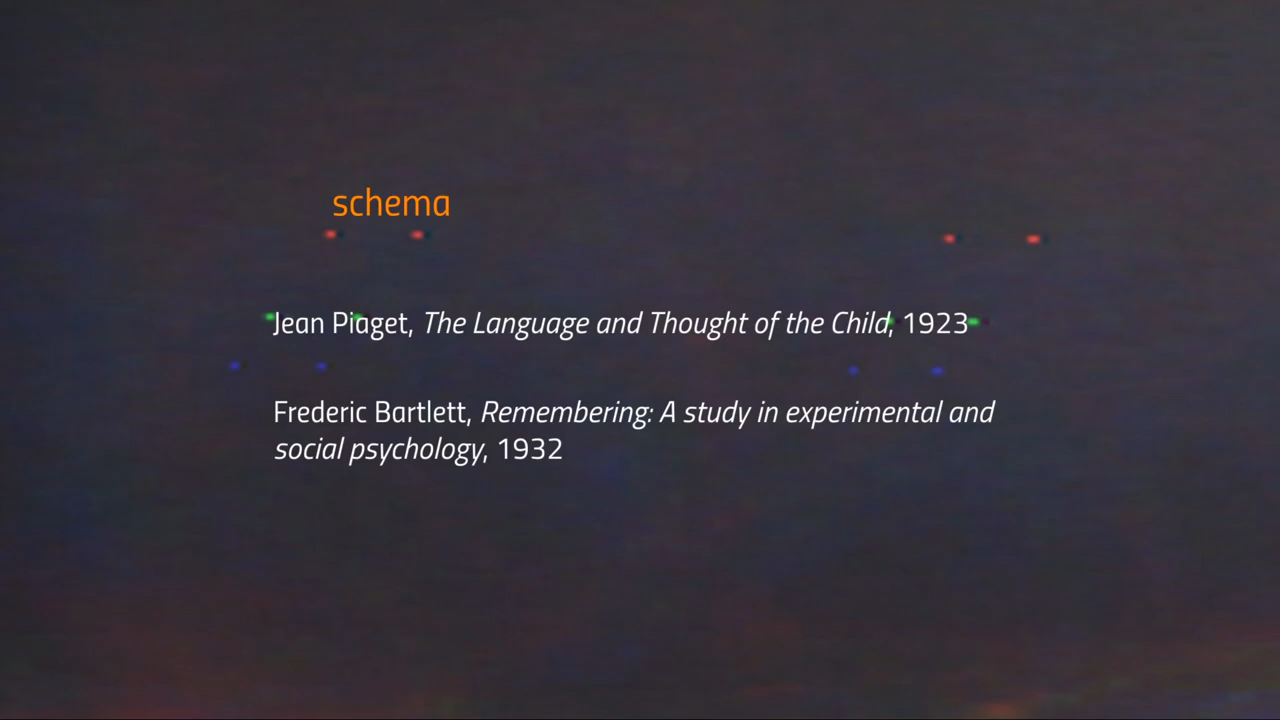 schema
Jean Piaget, The Language and Thought of the Child, 1923
Frederic Bartlett, Remembering: A study in experimental and
social psychology, 1932